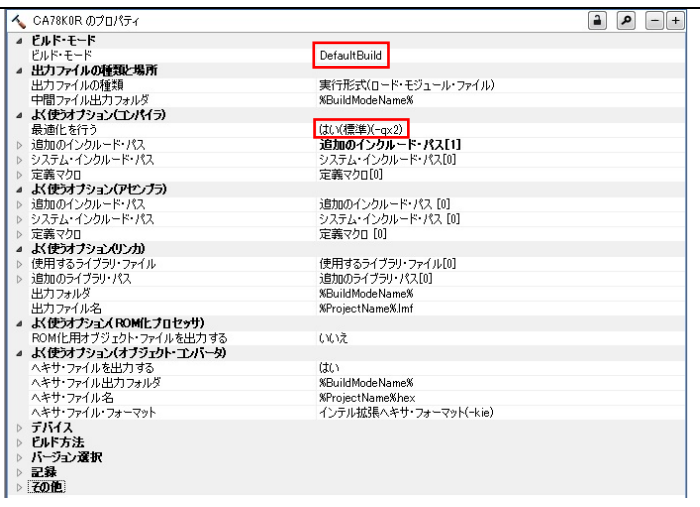 CA78K0R のプロパティ
ビルド・モード
ビルド・モード DefaultBuild
出力ファイルの種類と場所
出力ファイルの種類 実行形式(ロード・モジュール・ファイル)
中間ファイル出力フォルダ %BuildModeName%
よく使うオプション(コンパイラ)
最適化を行う はい(標準)(-qx2)
追加のインクルード・パス 追加のインクルード・パス[1]
システム・インクルード・パス システム・インクルード・パス[0]
定義マクロ 定義マクロ[0]
よく使うオプション(アセンブラ)
追加のインクルード・パス 追加のインクルード・パス [0]
システム・インクルード・パス システム・インクルード・パス [0]
定義マクロ 定義マクロ [0]
よく使うオプション(リンカ)
使用するライブラリ・ファイル 使用するライブラリ・ファイル[0]
追加のライブラリ・パス 追加のライブラリ・パス[0]
出力フォルダ %BuildModeName%
出力ファイル名 %ProjectName%.lmf
よく使うオプション(ROM化プロセッサ)
ROM化用オブジェクト・ファイルを出力する いいえ
よく使うオプション(オブジェクト・コンバータ)
ヘキサ・ファイルを出力する はい
ヘキサ・ファイル出力フォルダ %BuildModeName%
ヘキサ・ファイル名 %ProjectName%hex
ヘキサ・ファイル・フォーマット インテル拡張ヘキサ・フォーマット(-kie)
デバイス
ビルド方法
バージョン選択
記録
その他